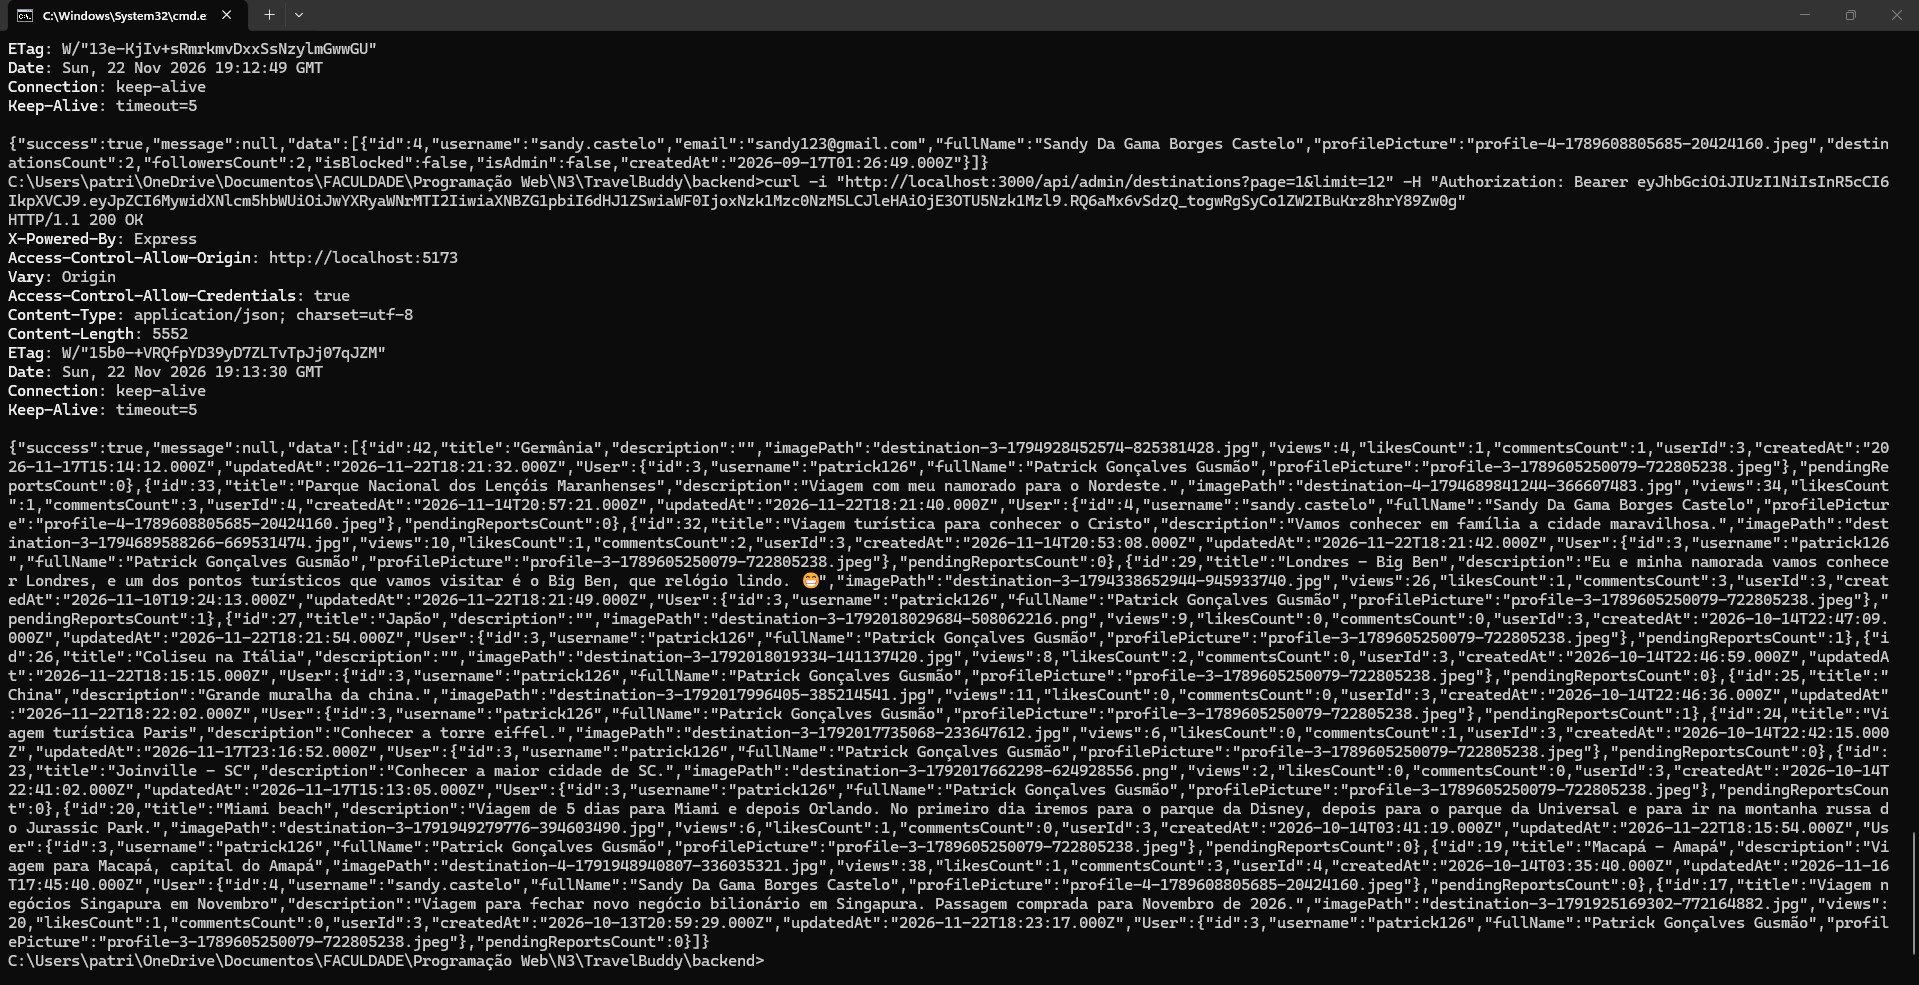 C:\Windows\System32\cmd.e
ETag: W/"13e-KjIv+sRmrkmvDxxSsNzylmGwwGU"
Date: Sun, 22 Nov 2026 19:12:49 GMT
Connection: keep-alive
Keep-Alive: timeout=5
{"success":true,"message":null,"data":[{"id":4,"username":"sandy.castelo","email":"sandy123@gmail.com","fullName":"Sandy Da Gama Borges Castelo","profilePicture":"profile-4-1789608805685-20424160.jpeg","destin
ationsCount":2,"followersCount":2,"isBlocked":false,"isAdmin":false,"createdAt":"2026-09-17T01:26:49.000Z"}]}
C:\Users\patri\OneDrive\Documentos\FACULDADE\Programação Web\N3\TravelBuddy\backend>curl -i "http://localhost:3000/api/admin/destinations?page=1&limit=12" -H "Authorization: Bearer eyJhbGciOiJIUzI1NiIsInR5cCI6
IkpXVCJ9.eyJpZCI6MywidXNlcm5hbWUiOiJwYXRyaWNrMTI2IiwiaXNBZG1pbiI6dHJ1ZSwiaWF0IjoxNzk1Mzc0NzM5LCJleHAiOjE3OTU5Nzk1Mzl9.RQ6aMx6vSdzQ_togwRgSyCo1ZW2IBuKrz8hrY89Zw0g"
HTTP/1.1 200 OK
X-Powered-By: Express
Access-Control-Allow-Origin: http://localhost:5173
Vary: Origin
Access-Control-Allow-Credentials: true
Content-Type: application/json; charset=utf-8
Content-Length: 5552
ETag: W/"15b0-+VRQfpYD39yD7ZLTvTpJj07qJZM"
Date: Sun, 22 Nov 2026 19:13:30 GMT
Connection: keep-alive
Keep-Alive: timeout=5
{"success":true,"message":null,"data":[{"id":42,"title":"Germânia","description":"","imagePath":"destination-3-1794928452574-825381428.jpg","views":4,"likesCount":1,"commentsCount":1,"userId":3,"createdAt":"20
26-11-17T15:14:12.000Z","updatedAt":"2026-11-22T18:21:32.000Z","User":{"id":3,"username":"patrick126","fullName":"Patrick Gonçalves Gusmão","profilePicture":"profile-3-1789605250079-722805238.jpeg"},"pendingRe
portsCount":0},{"id":33,"title":"Parque Nacional dos Lençóis Maranhenses","description":"Viagem com meu namorado para o Nordeste.","imagePath":"destination-4-1794689841244-366607483.jpg","views":34,"likesCount
":1,"commentsCount":3,"userId":4,"createdAt":"2026-11-14T20:57:21.000Z","updatedAt":"2026-11-22T18:21:40.000Z","User":{"id":4,"username":"sandy.castelo","fullName":"Sandy Da Gama Borges Castelo","profilePictur
e":"profile-4-1789608805685-20424160.jpeg"},"pendingReportsCount":0},{"id":32,"title":"Viagem turística para conhecer o Cristo","description":"Vamos conhecer em família a cidade maravilhosa.","imagePath":"dest
ination-3-1794689588266-669531474.jpg","views":10,"likesCount":1,"commentsCount":2,"userId":3,"createdAt":"2026-11-14T20:53:08.000Z","updatedAt":"2026-11-22T18:21:42.000Z","User":{"id":3,"username":"patrick126
","fullName":"Patrick Gonçalves Gusmão","profilePicture":"profile-3-1789605250079-722805238.jpeg"},"pendingReportsCount":0},{"id":29,"title":"Londres - Big Ben","description":"Eu e minha namorada vamos conhece
r Londres, e um dos pontos turísticos que vamos visitar é o Big Ben, que relógio lindo. 😁","imagePath":"destination-3-1794338652944-945953740.jpg","views":26,"likesCount":1,"commentsCount":3,"userId":3,"creat
edAt":"2026-11-10T19:24:13.000Z","updatedAt":"2026-11-22T18:21:49.000Z","User":{"id":3,"username":"patrick126","fullName":"Patrick Gonçalves Gusmão","profilePicture":"profile-3-1789605250079-722805238.jpeg"},"
pendingReportsCount":1},{"id":27,"title":"Japão","description":"","imagePath":"destination-3-1792018029684-508062216.png","views":9,"likesCount":0,"commentsCount":0,"userId":3,"createdAt":"2026-10-14T22:47:09.
000Z","updatedAt":"2026-11-22T18:21:54.000Z","User":{"id":3,"username":"patrick126","fullName":"Patrick Gonçalves Gusmão","profilePicture":"profile-3-1789605250079-722805238.jpeg"},"pendingReportsCount":1},{"i
d":26,"title":"Coliseu na Itália","description":"","imagePath":"destination-3-1792018019334-141137420.jpg","views":8,"likesCount":2,"commentsCount":0,"userId":3,"createdAt":"2026-10-14T22:46:59.000Z","updatedA
t":"2026-11-22T18:15:15.000Z","User":{"id":3,"username":"patrick126","fullName":"Patrick Gonçalves Gusmão","profilePicture":"profile-3-1789605250079-722805238.jpeg"},"pendingReportsCount":0},{"id":25,"title":"
China","description":"Grande muralha da china.","imagePath":"destination-3-1792017996405-385214541.jpg","views":11,"likesCount":0,"commentsCount":0,"userId":3,"createdAt":"2026-10-14T22:46:36.000Z","updatedAt"
:"2026-11-22T18:22:02.000Z","User":{"id":3,"username":"patrick126","fullName":"Patrick Gonçalves Gusmão","profilePicture":"profile-3-1789605250079-722805238.jpeg"},"pendingReportsCount":1},{"id":24,"title":"Vi
agem turística Paris","description":"Conhecer a torre eiffel.","imagePath":"destination-3-1792017735068-233647612.jpg","views":6,"likesCount":0,"commentsCount":1,"userId":3,"createdAt":"2026-10-14T22:42:15.000
Z","updatedAt":"2026-11-17T23:16:52.000Z","User":{"id":3,"username":"patrick126","fullName":"Patrick Gonçalves Gusmão","profilePicture":"profile-3-1789605250079-722805238.jpeg"},"pendingReportsCount":0},{"id":
23,"title":"Joinville - SC","description":"Conhecer a maior cidade de SC.","imagePath":"destination-3-1792017662298-624928556.png","views":2,"likesCount":0,"commentsCount":0,"userId":3,"createdAt":"2026-10-14T
22:41:02.000Z","updatedAt":"2026-11-17T15:13:05.000Z","User":{"id":3,"username":"patrick126","fullName":"Patrick Gonçalves Gusmão","profilePicture":"profile-3-1789605250079-722805238.jpeg"},"pendingReportsCoun
t":0},{"id":20,"title":"Miami beach","description":"Viagem de 5 dias para Miami e depois Orlando. No primeiro dia iremos para o parque da Disney, depois para o parque da Universal e para ir na montanha russa d
o Jurassic Park.","imagePath":"destination-3-1791949279776-394603490.jpg","views":6,"likesCount":1,"commentsCount":0,"userId":3,"createdAt":"2026-10-14T03:41:19.000Z","updatedAt":"2026-11-22T18:15:54.000Z","Us
er":{"id":3,"username":"patrick126","fullName":"Patrick Gonçalves Gusmão","profilePicture":"profile-3-1789605250079-722805238.jpeg"},"pendingReportsCount":0},{"id":19,"title":"Macapá - Amapá","description":"Vi
agem para Macapá, capital do Amapá","imagePath":"destination-4-1791948940807-336035321.jpg","views":38,"likesCount":1,"commentsCount":3,"userId":4,"createdAt":"2026-10-14T03:35:40.000Z","updatedAt":"2026-11-16
T17:45:40.000Z","User":{"id":4,"username":"sandy.castelo","fullName":"Sandy Da Gama Borges Castelo","profilePicture":"profile-4-1789608805685-20424160.jpeg"},"pendingReportsCount":0},{"id":17,"title":"Viagem n
egócios Singapura em Novembro","description":"Viagem para fechar novo negócio bilionário em Singapura. Passagem comprada para Novembro de 2026.","imagePath":"destination-3-1791925169302-772164882.jpg","views":
20,"likesCount":1,"commentsCount":0,"userId":3,"createdAt":"2026-10-13T20:59:29.000Z","updatedAt":"2026-11-22T18:23:17.000Z","User":{"id":3,"username":"patrick126","fullName":"Patrick Gonçalves Gusmão","profil
ePicture":"profile-3-1789605250079-722805238.jpeg"},"pendingReportsCount":0}]}
C:\Users\patri\OneDrive\Documentos\FACULDADE\Programação Web\N3\TravelBuddy\backend>